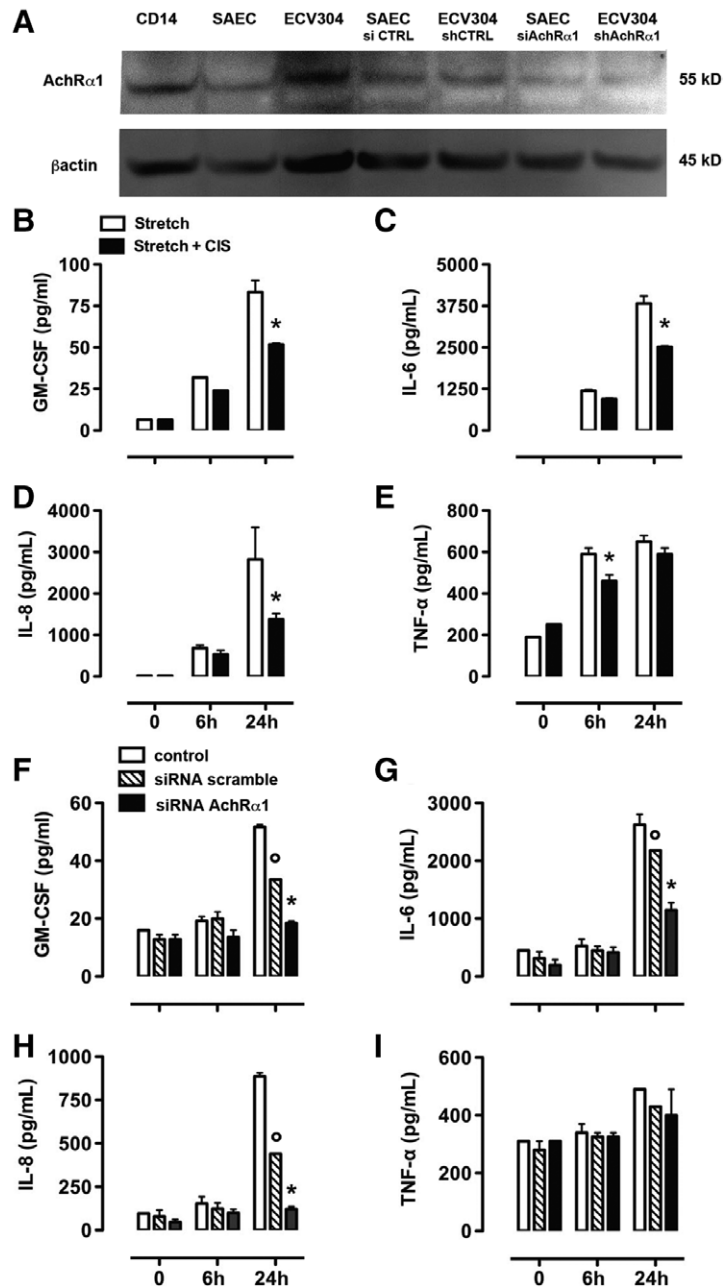 A
CD14 SAEC ECV304 SAEC si CTRL ECV304 shCTRL SAEC siAchRα1 ECV304 shAchRα1
AchRα1 55 kD
βactin 45 kD
B
Stretch
Stretch + CIS
GM-CSF (pg/ml)
100
75
50
25
0
*
C
IL-6 (pg/mL)
5000
3750
2500
1250
0
*
D
IL-8 (pg/mL)
4000
3000
2000
1000
0
*
0 6h 24h
E
TNF-α (pg/mL)
800
600
400
200
0
*
0 6h 24h
F
control
siRNA scramble
siRNA AchRα1
GM-CSF (pg/ml)
60
40
20
0
*
G
IL-6 (pg/mL)
3000
2000
1000
0
*
H
IL-8 (pg/mL)
1000
750
500
250
0
*
0 6h 24h
I
TNF-α (pg/mL)
600
400
200
0
0 6h 24h